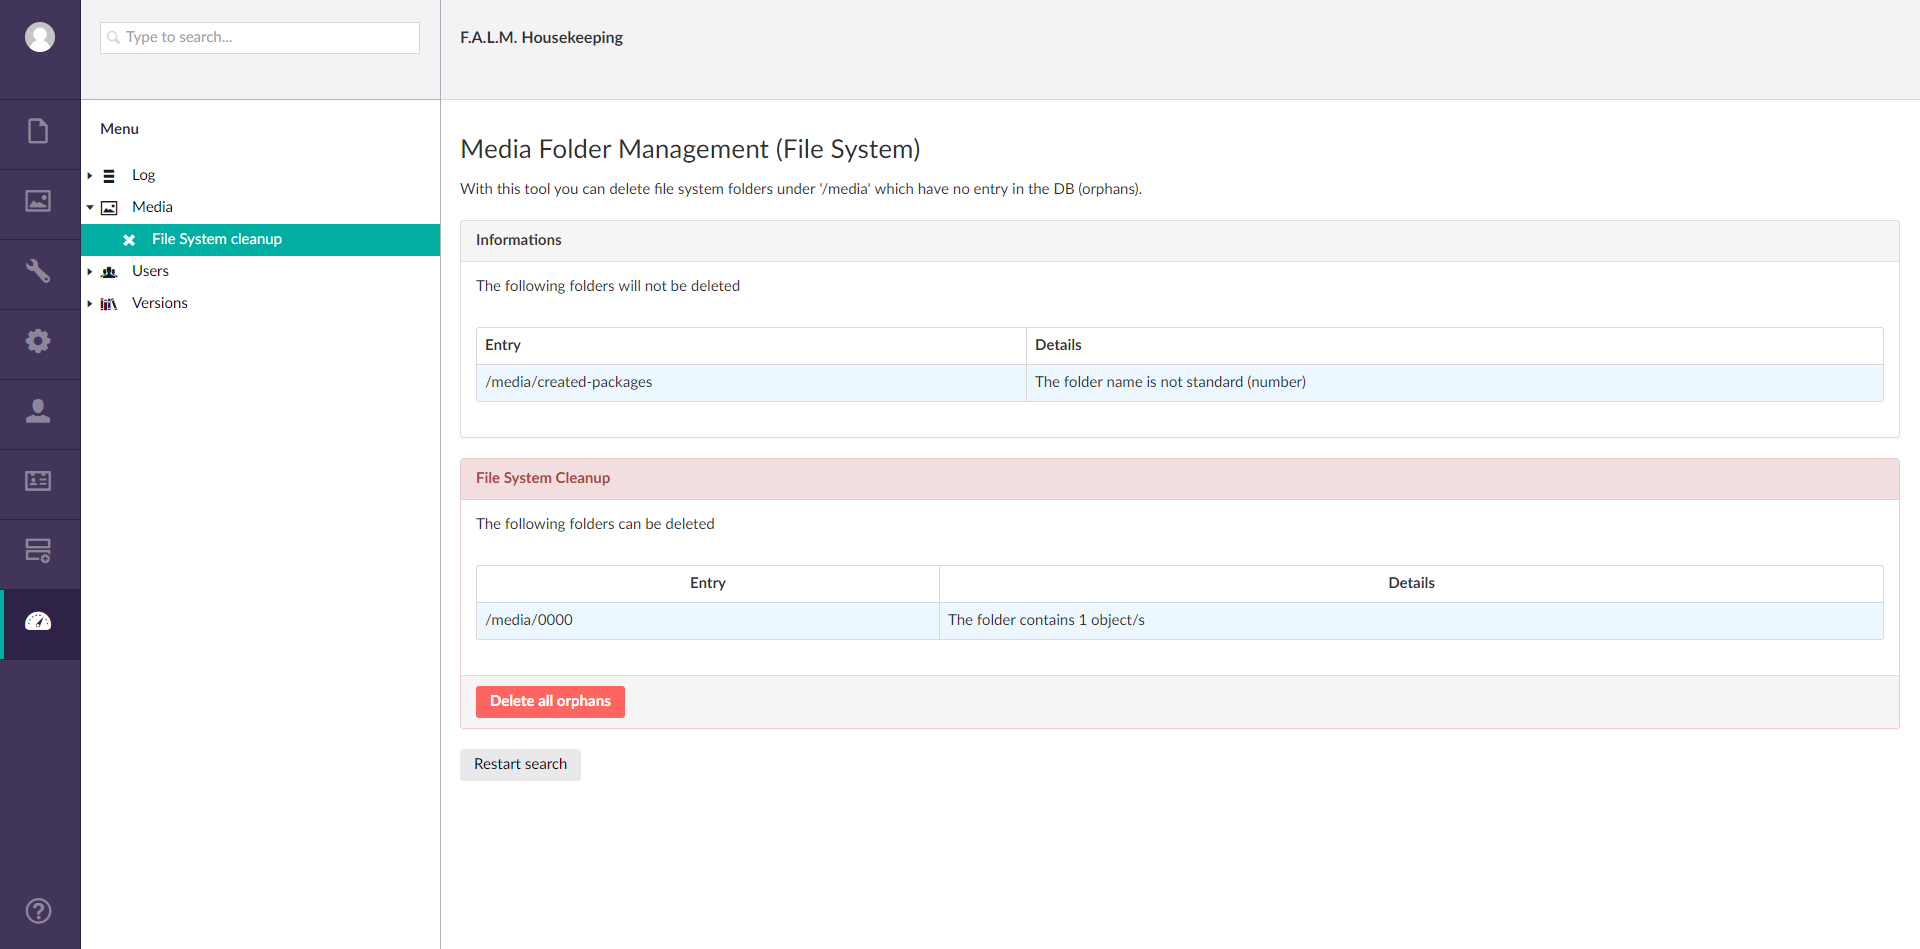 Type to search...
F.A.L.M. Housekeeping
Menu
Log
Media
File System cleanup
Users
Versions
Media Folder Management (File System)
With this tool you can delete file system folders under '/media' which have no entry in the DB (orphans).
Informations
The following folders will not be deleted
Entry Details
/media/created-packages The folder name is not standard (number)
File System Cleanup
The following folders can be deleted
Entry Details
/media/0000 The folder contains 1 object/s
Delete all orphans
Restart search